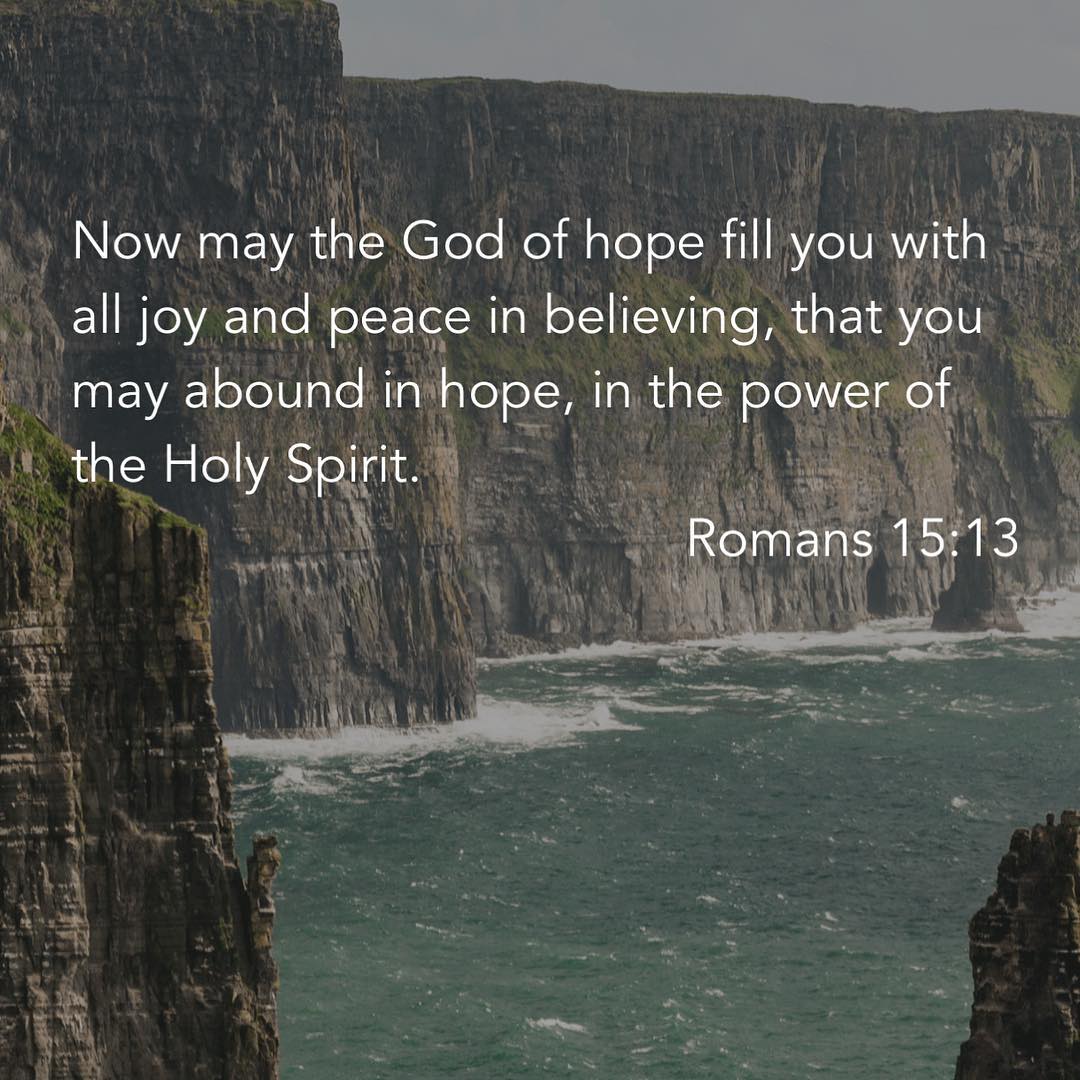 Now may the God of hope fill you with
all joy and peace in believing, that you
may abound in hope, in the power of
the Holy Spirit.
Romans 15:13